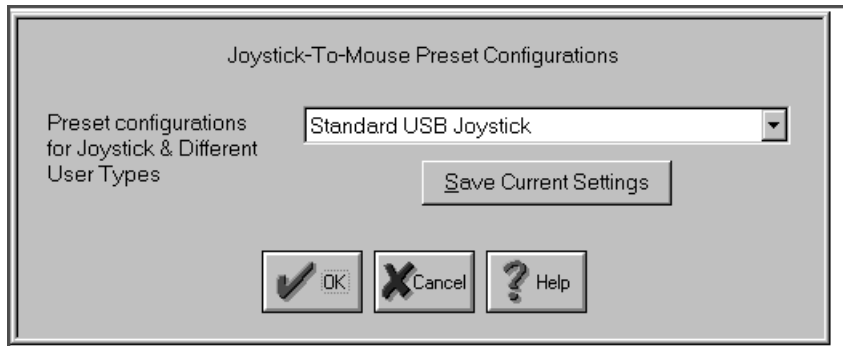 Joystick-To-Mouse Preset Configurations
Preset configurations
for Joystick & Different
User Types
Standard USB Joystick
Save Current Settings
OK
Cancel
Help